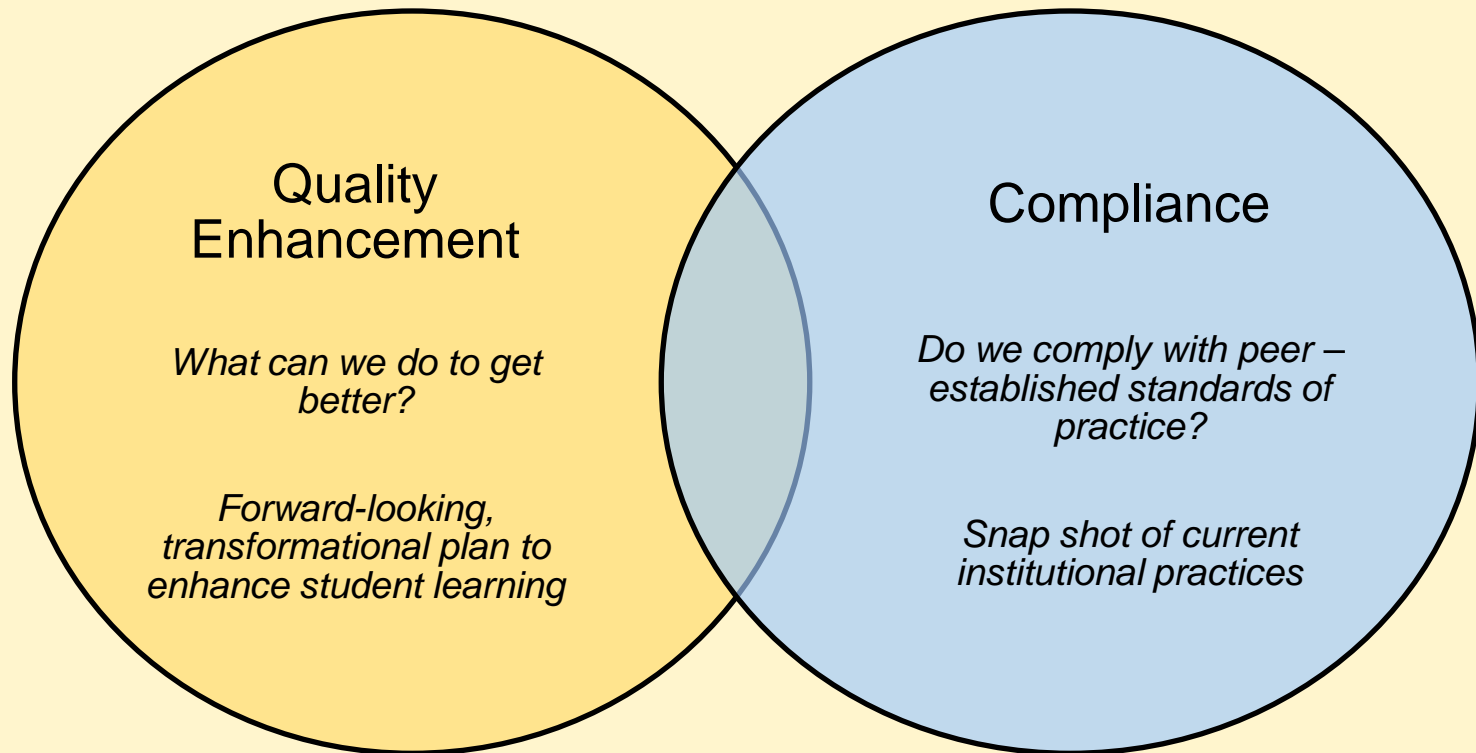 Quality
Enhancement
What can we do to get
better?
Forward-looking,
transformational plan to
enhance student learning
Compliance
Do we comply with peer –
established standards of
practice?
Snap shot of current
institutional practices